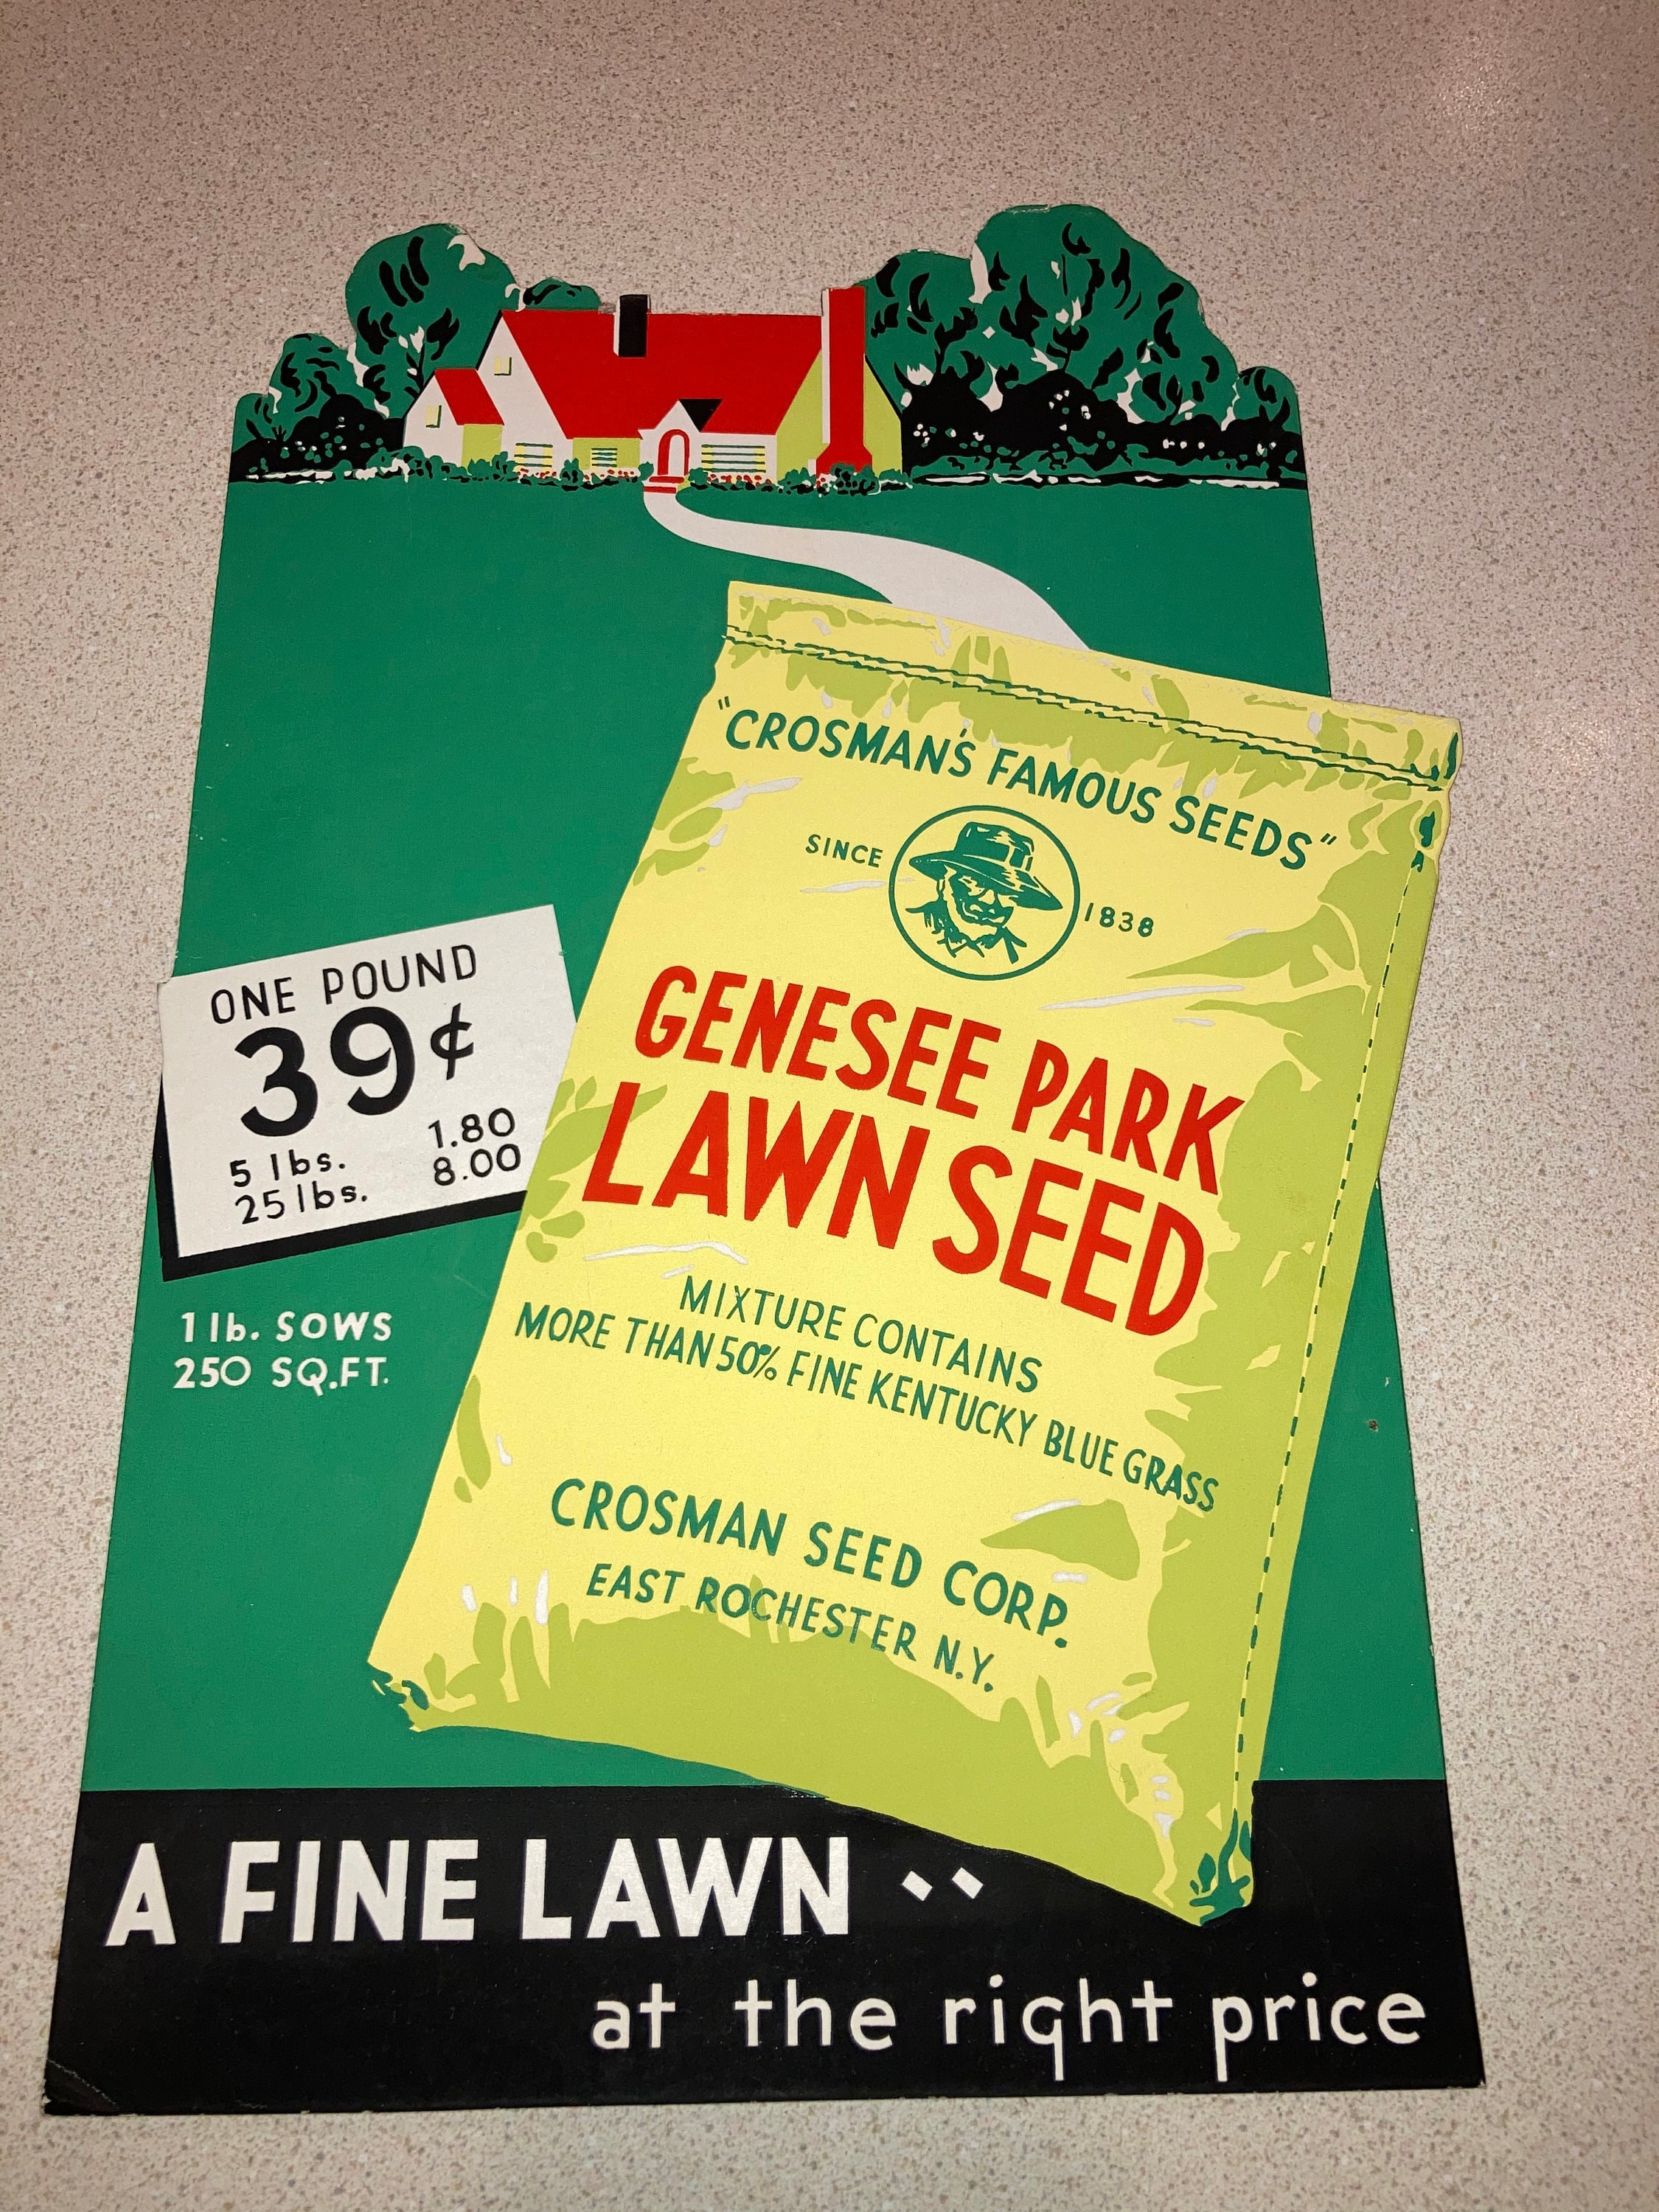 "CROSMAN'S FAMOUS SEEDS"
SINCE 1838
GENESEE PARK
LAWN SEED
MIXTURE CONTAINS
MORE THAN 50% FINE KENTUCKY BLUE GRASS
CROSMAN SEED CORP.
EAST ROCHESTER N.Y.
ONE POUND
39¢
5 lbs. 1.80
25 lbs. 8.00
1 lb. SOWS
250 SQ.FT.
A FINE LAWN ..
at the right price